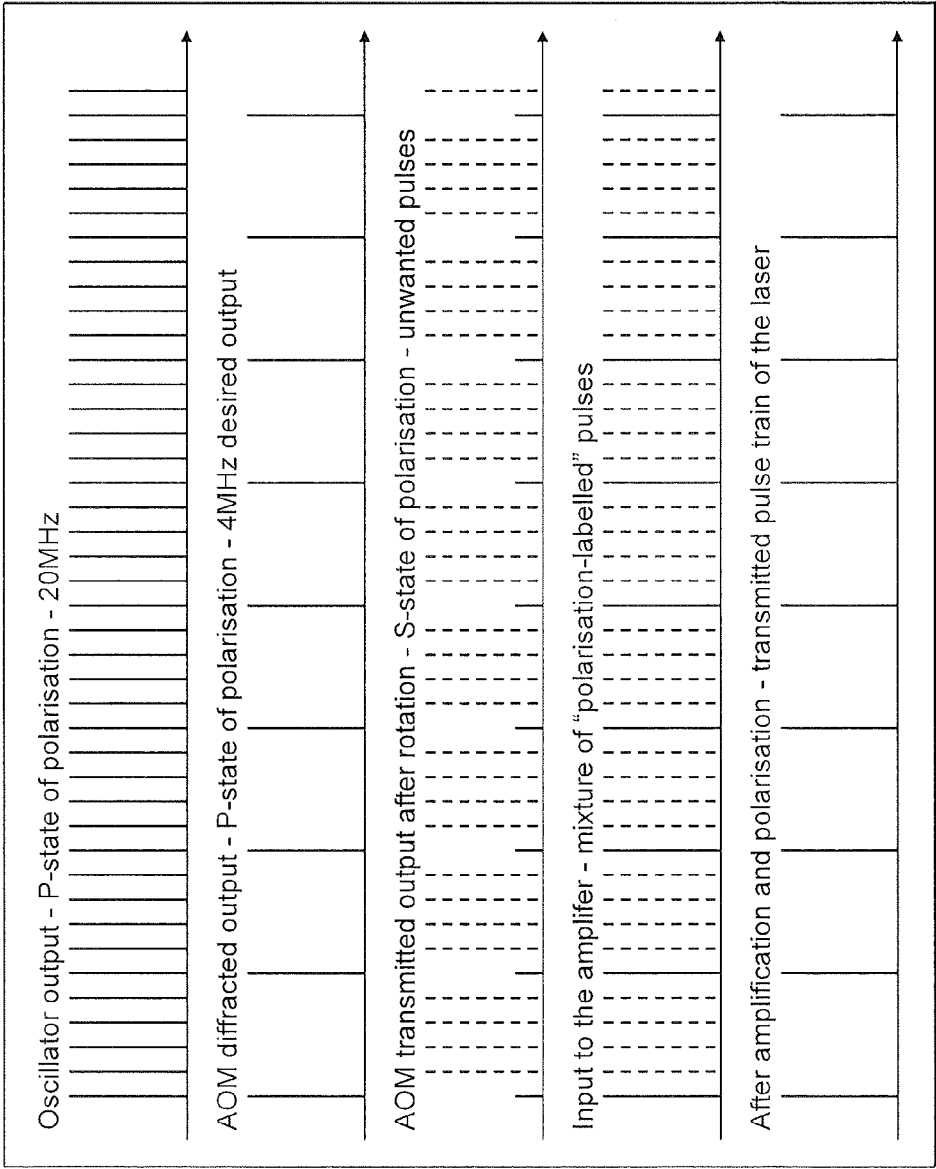 Oscillator output - P-state of polarisation - 20MHz
AOM diffracted output - P-state of polarisation - 4MHz desired output
AOM transmitted output after rotation - S-state of polarisation - unwanted pulses
Input to the amplifer - mixture of "polarisation-labelled" pulses
After amplification and polarisation - transmitted pulse train of the laser